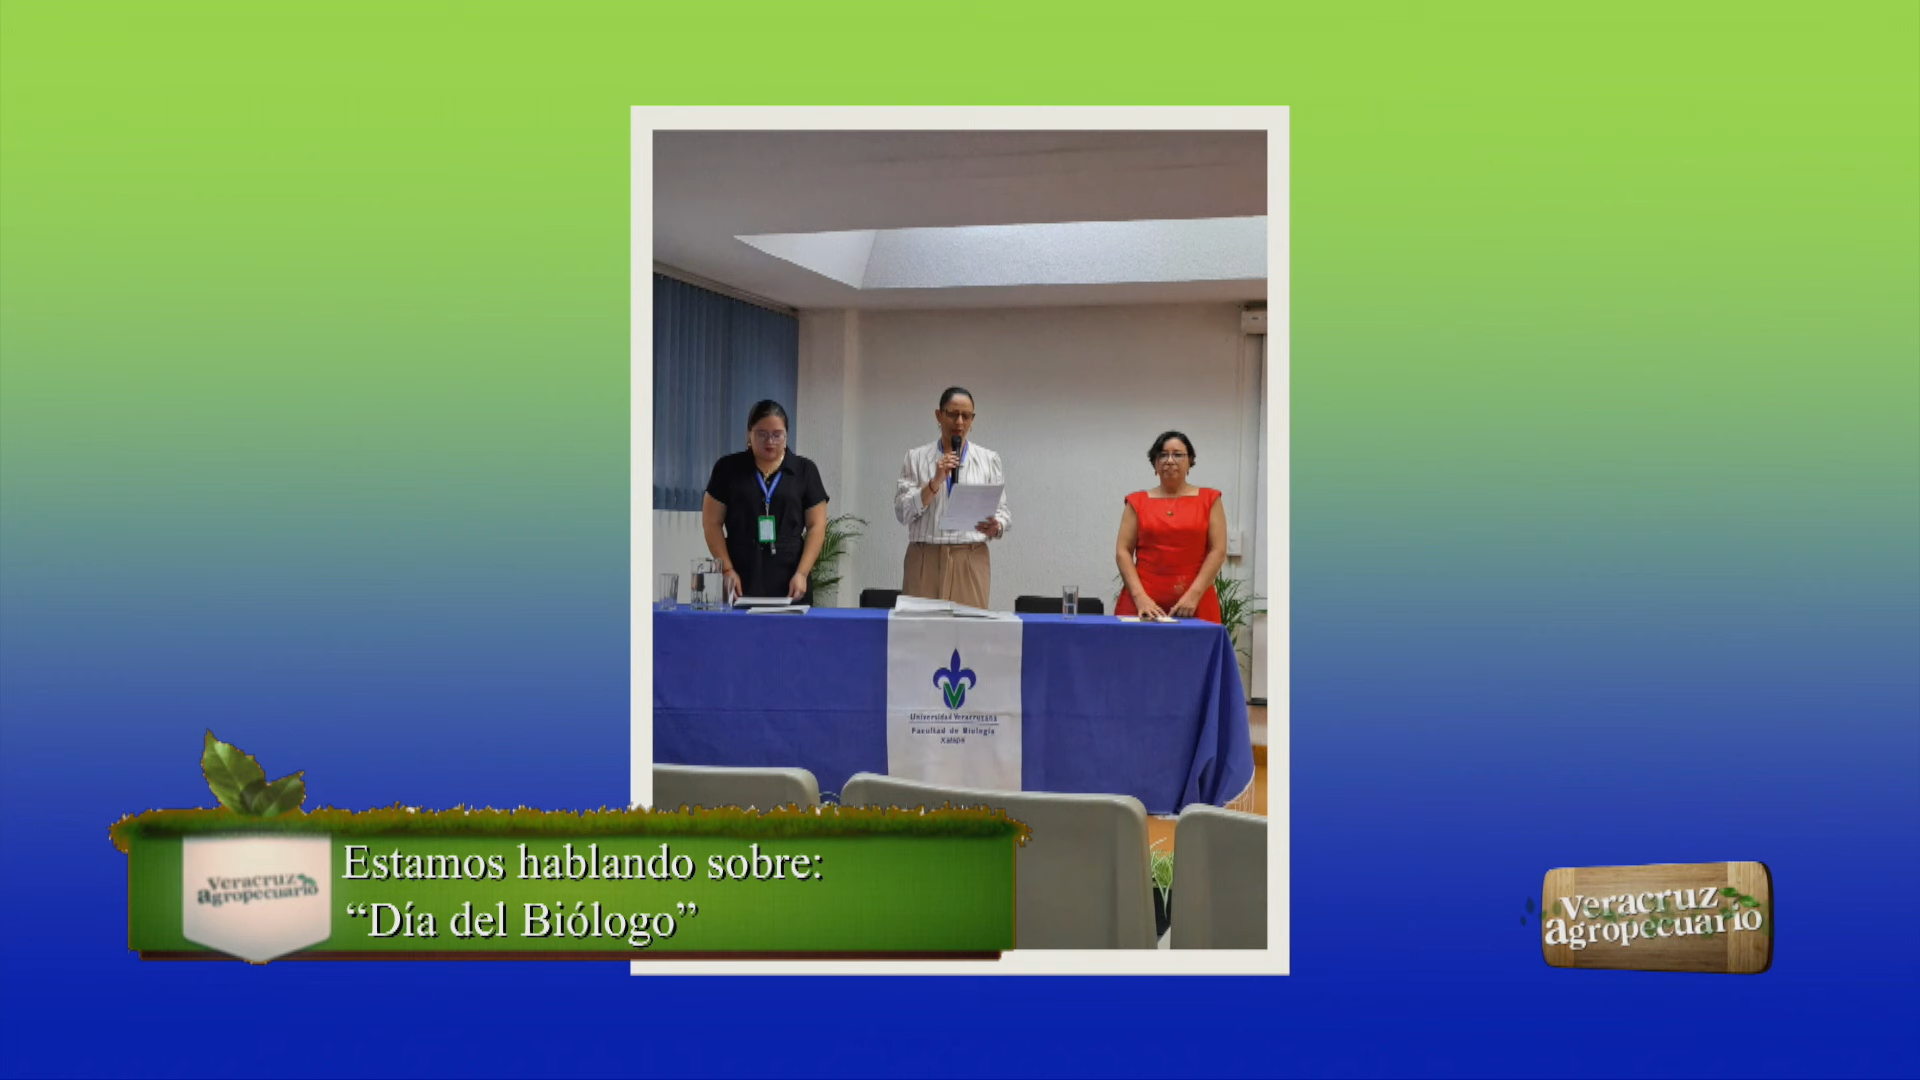 Universidad Veracruzana
Facultad de Biología
Xalapa
Veracruz
agropecuario
Estamos hablando sobre:
“Día del Biólogo”
Veracruz
agropecuario